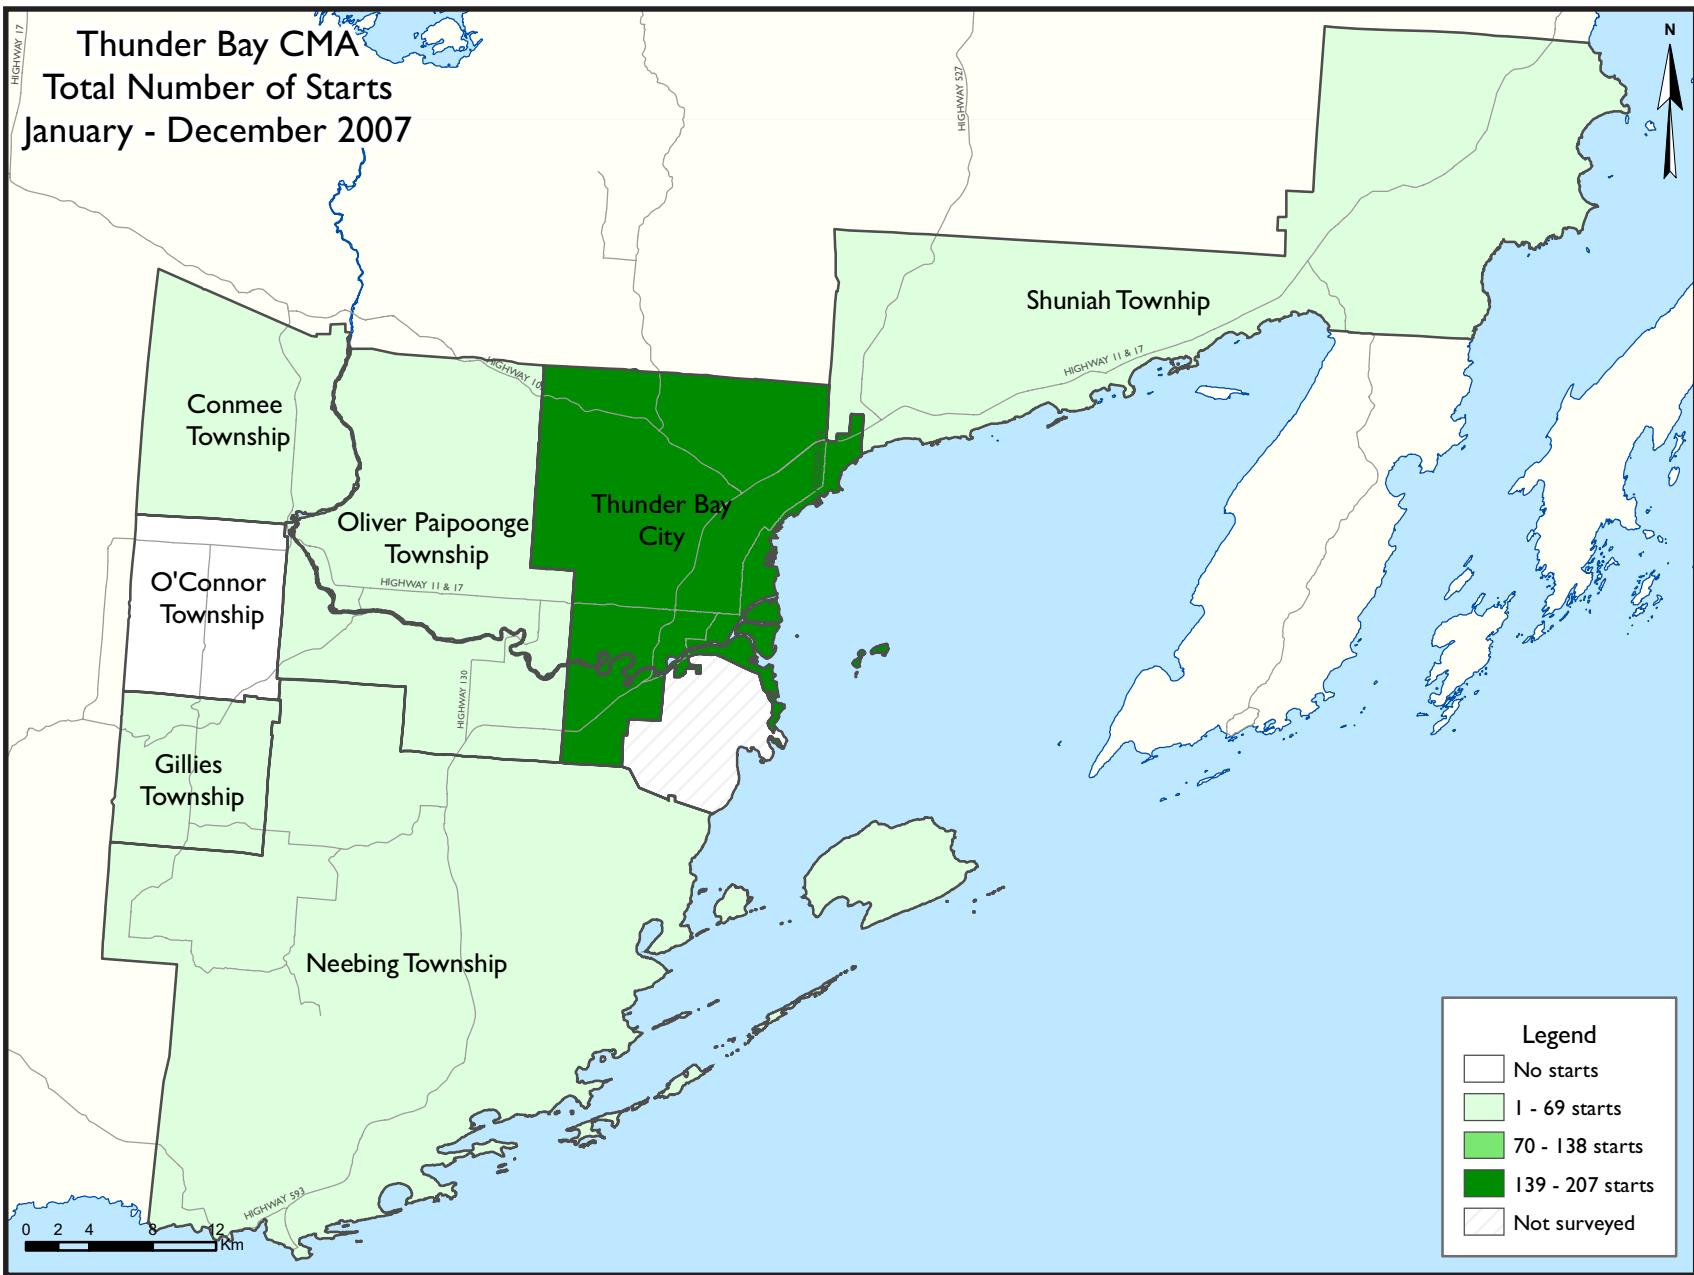 Thunder Bay CMA
Total Number of Starts
January - December 2007
HIGHWAY 17
HIGHWAY 527
N
Shuniah Townhip
HIGHWAY 11 & 17
HIGHWAY 10
Conmee
Township
Thunder Bay
City
Oliver Paipoonge
Township
O'Connor
Township
HIGHWAY 11 & 17
HIGHWAY 130
Gillies
Township
Neebing Township
HIGHWAY 593
0 2 4 8 12
Km
Legend
No starts
1 - 69 starts
70 - 138 starts
139 - 207 starts
Not surveyed